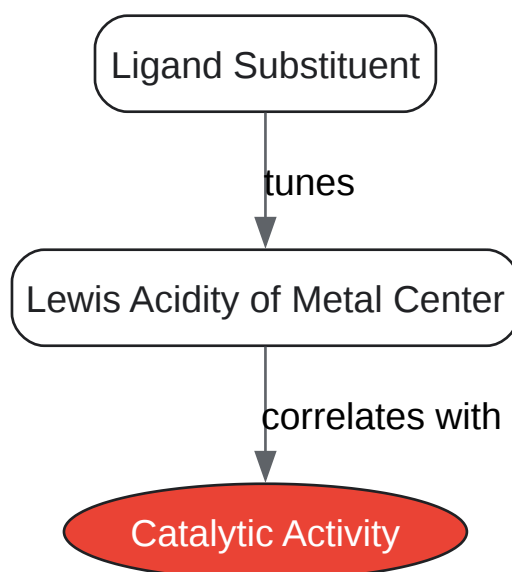 Ligand Substituent
tunes
Lewis Acidity of Metal Center
correlates with
Catalytic Activity